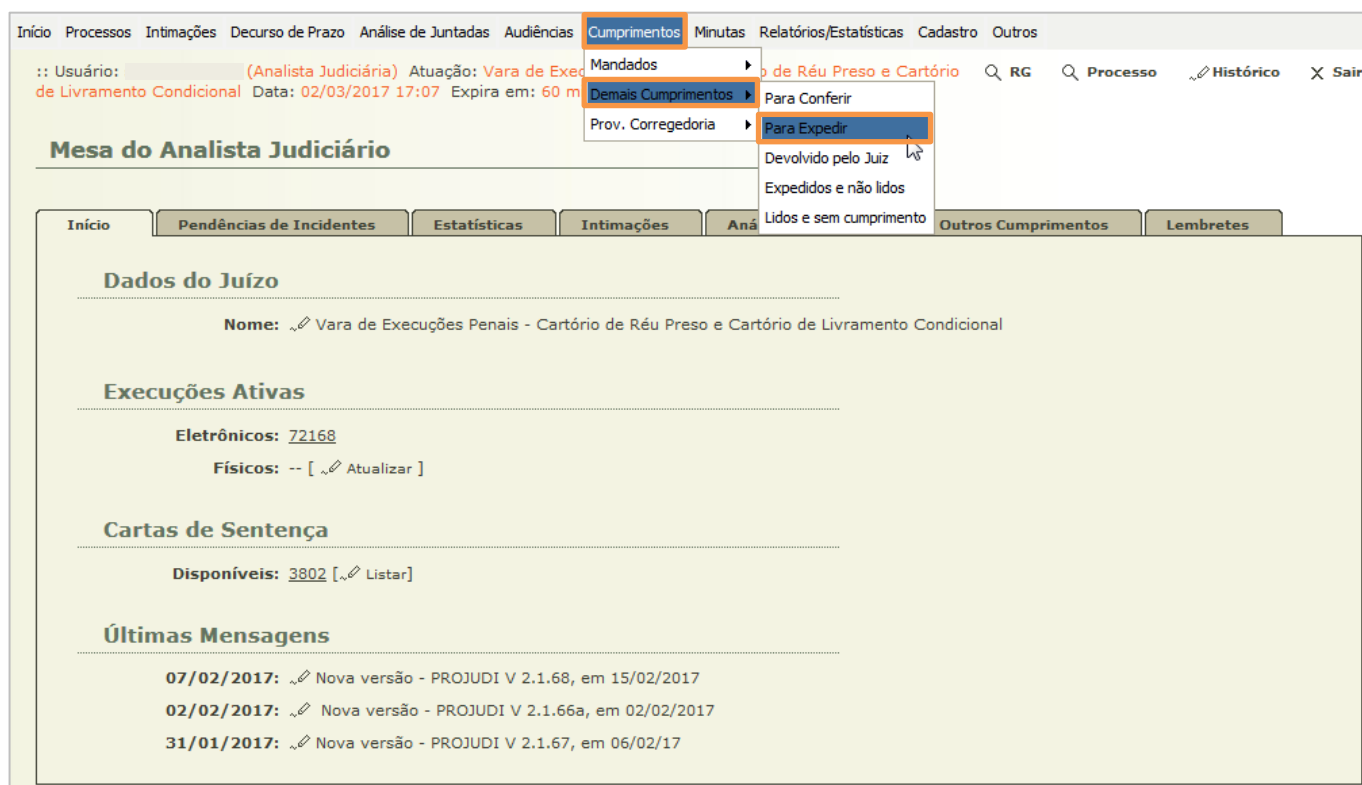 Início Processos Intimações Decurso de Prazo Análise de Juntadas Audiências Cumprimentos Minutas Relatórios/Estatísticas Cadastro Outros
:: Usuário: (Analista Judiciária) Atuação: Vara de Exec
o de Réu Preso e Cartório RG Processo Histórico X Sair
de Livramento Condicional Data: 02/03/2017 17:07 Expira em: 60 m
Mandados
Demais Cumprimentos
Prov. Corregedoria
Para Conferir
Para Expedir
Devolvido pelo Juiz
Expedidos e não lidos
Lidos e sem cumprimento
Mesa do Analista Judiciário
Início Pendências de Incidentes Estatísticas Intimações Aná Outros Cumprimentos Lembretes
Dados do Juízo
Nome: Vara de Execuções Penais - Cartório de Réu Preso e Cartório de Livramento Condicional
Execuções Ativas
Eletrônicos: 72168
Físicos: -- [ Atualizar ]
Cartas de Sentença
Disponíveis: 3802 [ Listar]
Últimas Mensagens
07/02/2017: Nova versão - PROJUDI V 2.1.68, em 15/02/2017
02/02/2017: Nova versão - PROJUDI V 2.1.66a, em 02/02/2017
31/01/2017: Nova versão - PROJUDI V 2.1.67, em 06/02/17